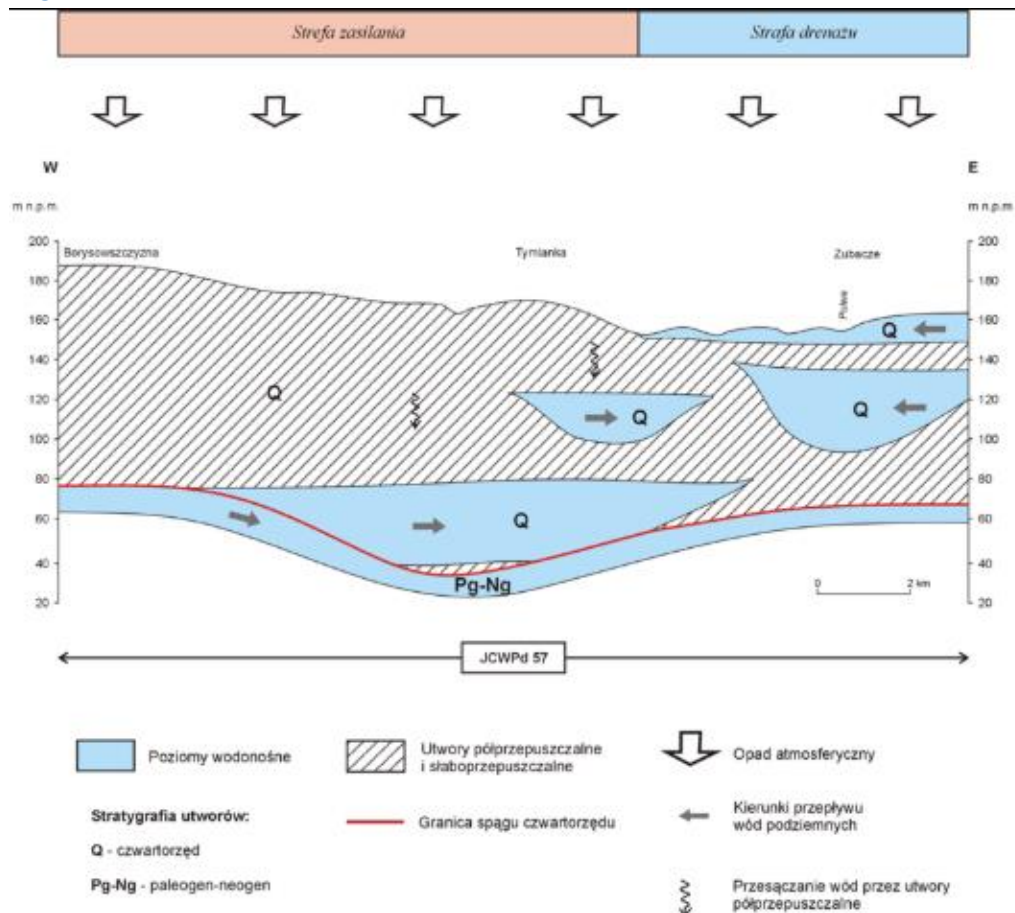 Strefa zasilania
Strafa drenażu
W
E
m n.p.m.
m n.p.m.
200
200
Borysowszczyzna
Tymianka
Zubacze
180
180
Pulwa
160
160
Q
140
140
Q
120
120
Q
Q
100
100
80
80
60
60
Q
40
40
Pg-Ng
0
2 km
20
20
JCWPd 57
Poziomy wodonośne
Utwory półprzepuszczalne
i słaboprzepuszczalne
Opad atmosferyczny
Stratygrafia utworów:
Granica spągu czwartorzędu
Kierunki przepływu
wód podziemnych
Q - czwartorzęd
Pg-Ng - paleogen-neogen
Przesączanie wód przez utwory
półprzepuszczalne